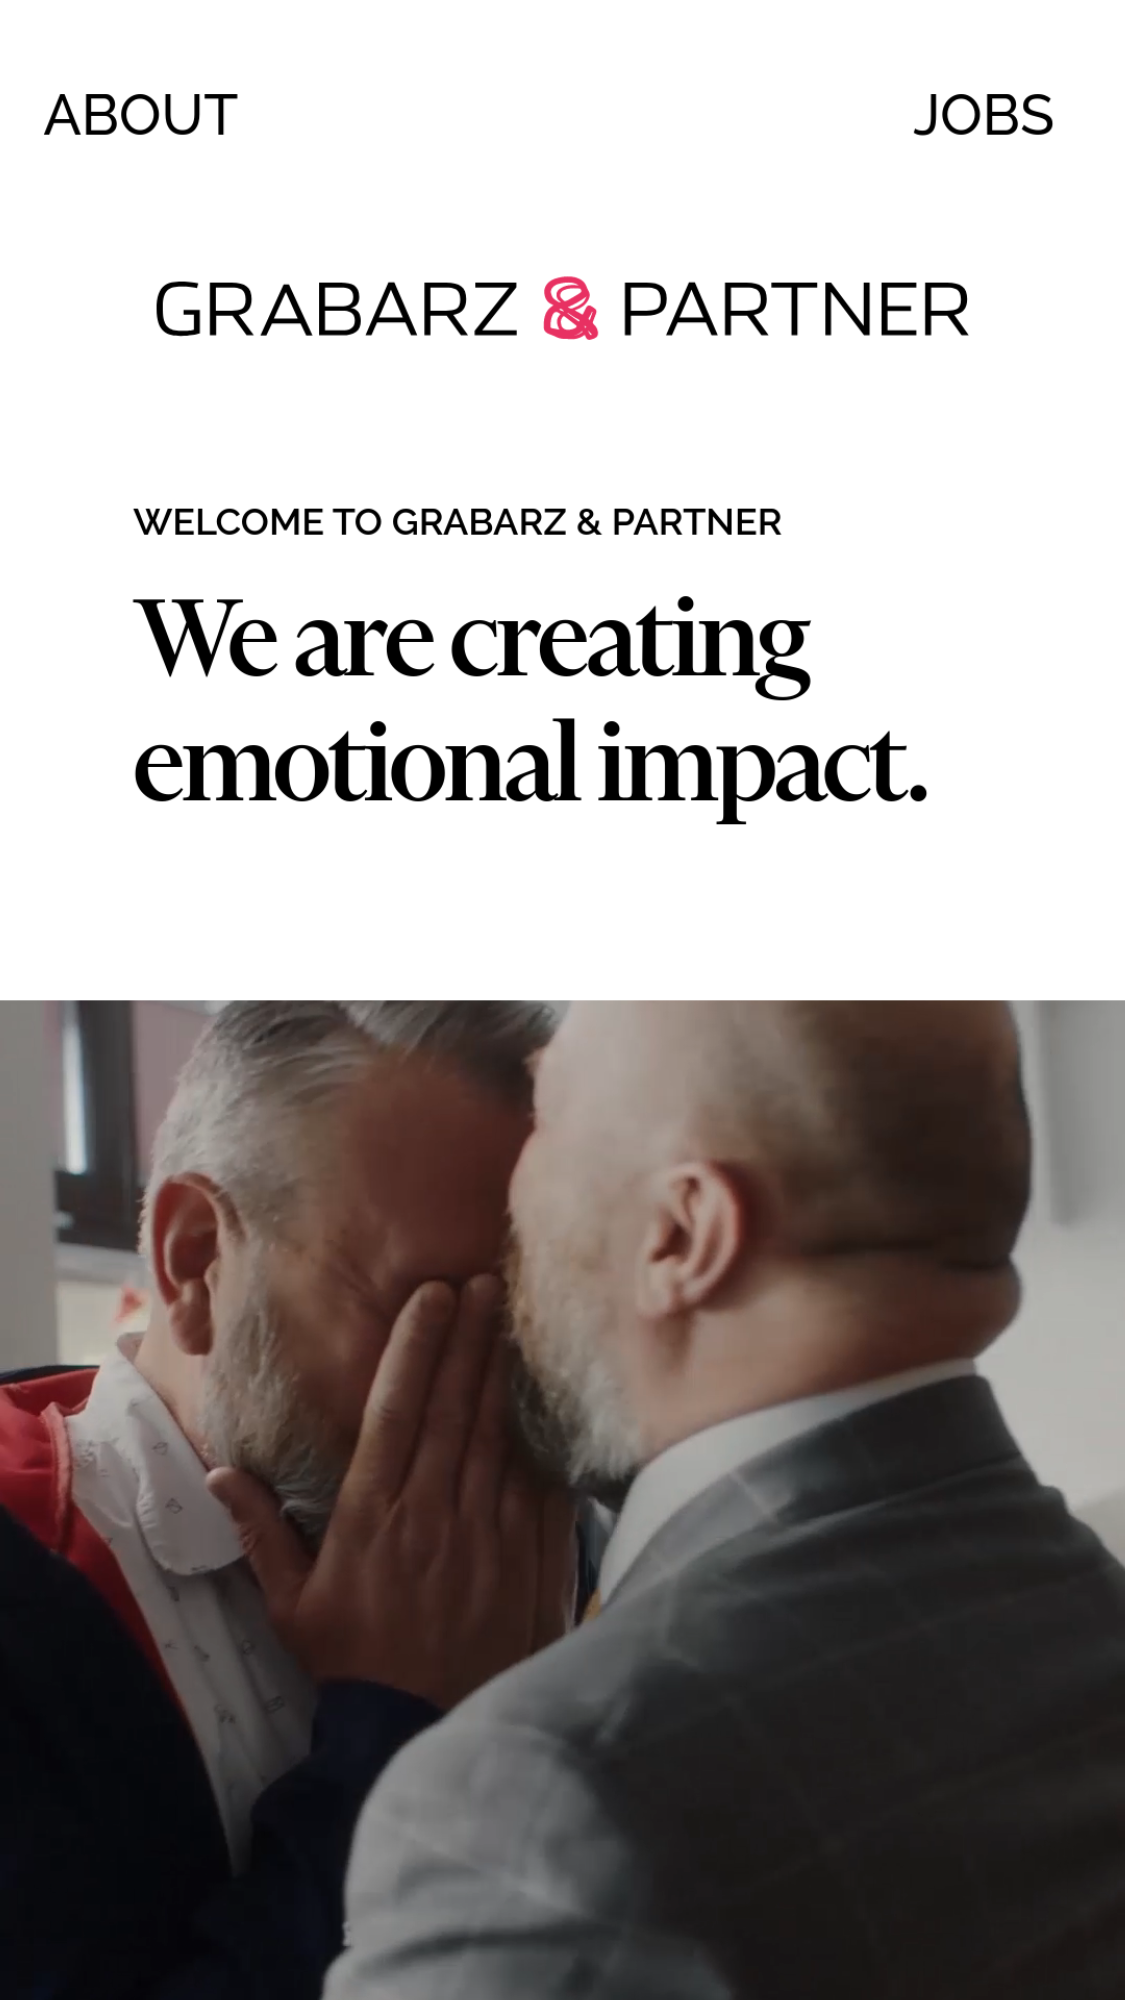 ABOUT
JOBS
GRABARZ & PARTNER
WELCOME TO GRABARZ & PARTNER
We are creating
emotional impact.